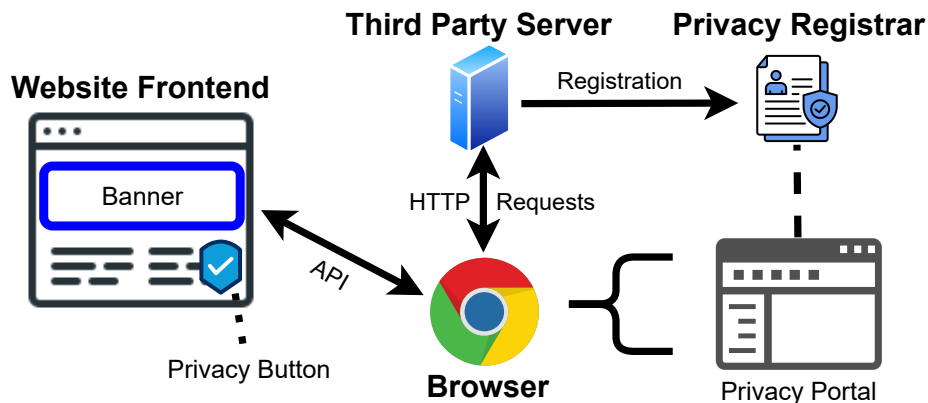 Third Party Server
Privacy Registrar
Website Frontend
Registration
Banner
HTTP Requests
API
Privacy Button
Browser
Privacy Portal